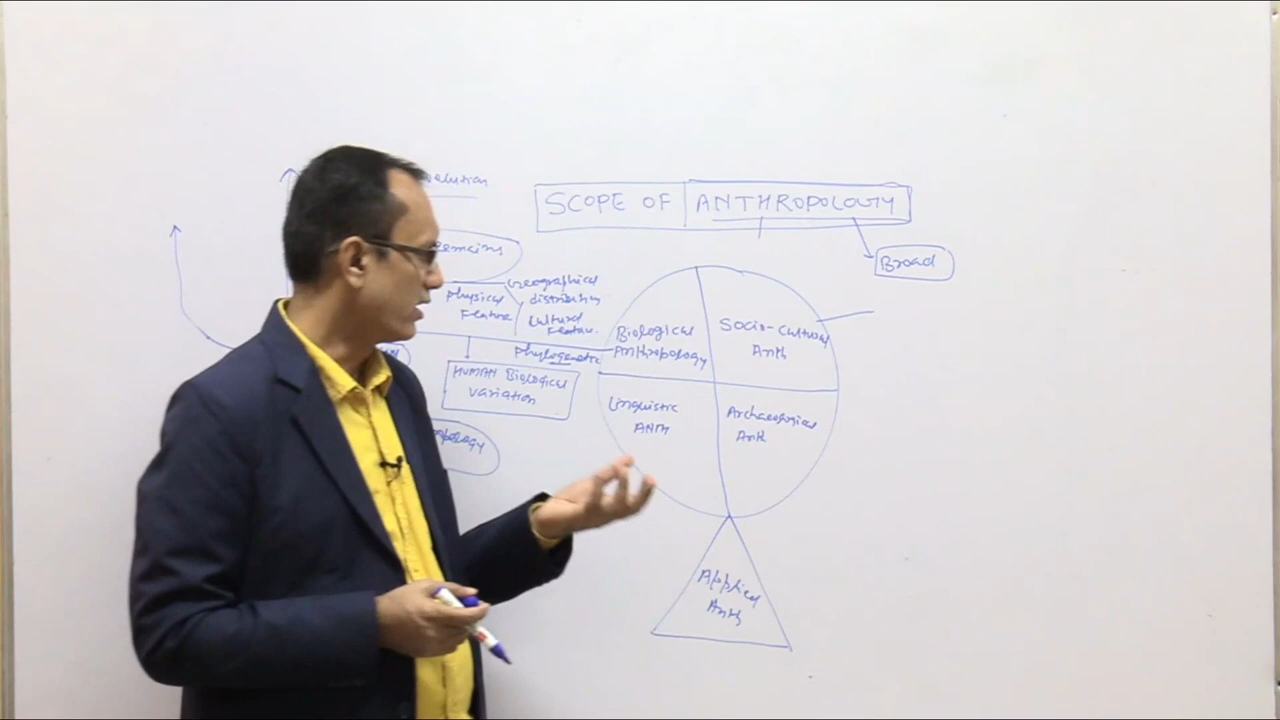 SCOPE OF ANTHROPOLOGY
Broad
Geographical
distribution
Physical
Feature
Cultural
Featu..
Phylogenetic
HUMAN Biological
variation
Biological
Anthropology
Socio-Cultural
Anth
Linguistic
ANTH
Archaeological
Anth
Applied
Anth